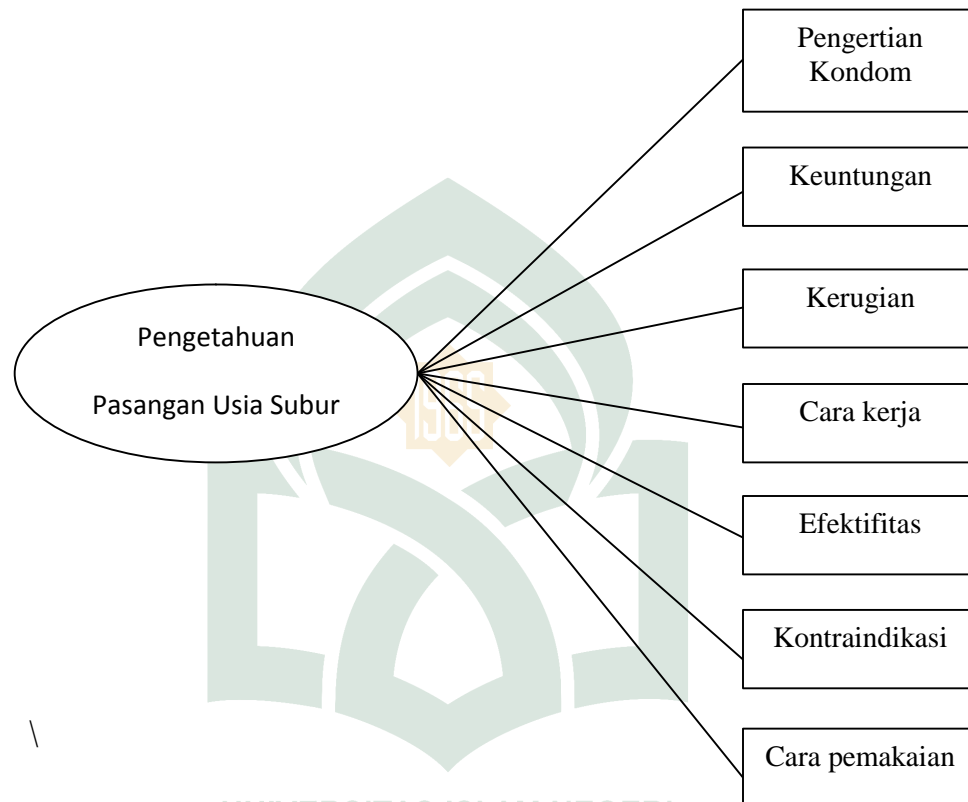 Pengertian
Kondom
Keuntungan
Kerugian
Pengetahuan
Pasangan Usia Subur
Cara kerja
Efektifitas
Kontraindikasi
\
Cara pemakaian